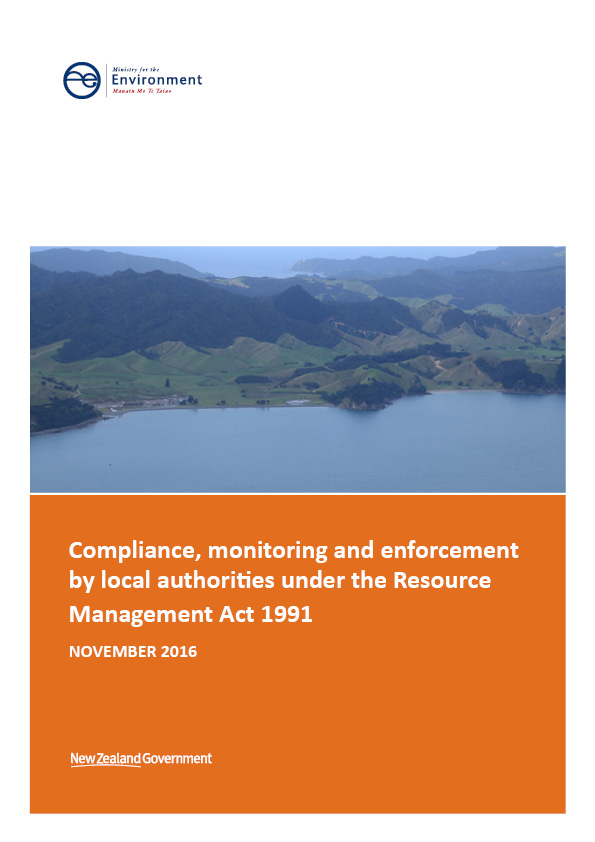 Ministry for the
Environment
Manatū Mō Te Taiao
Compliance, monitoring and enforcement
by local authorities under the Resource
Management Act 1991
NOVEMBER 2016
New Zealand Government